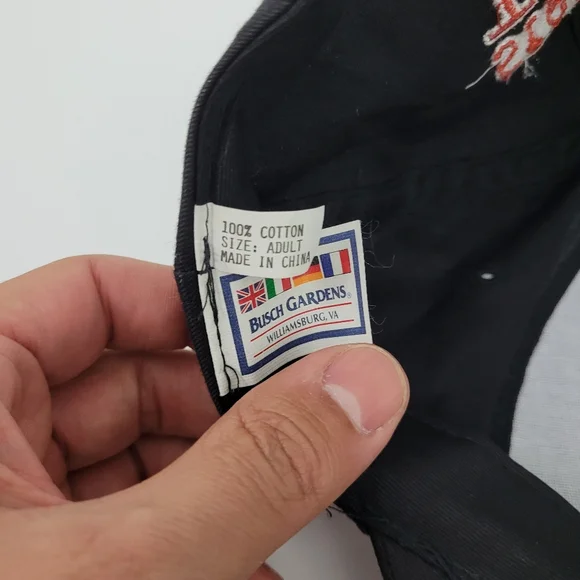 100% COTTON
SIZE: ADULT
MADE IN CHINA
BUSCH GARDENS®
WILLIAMSBURG, VA